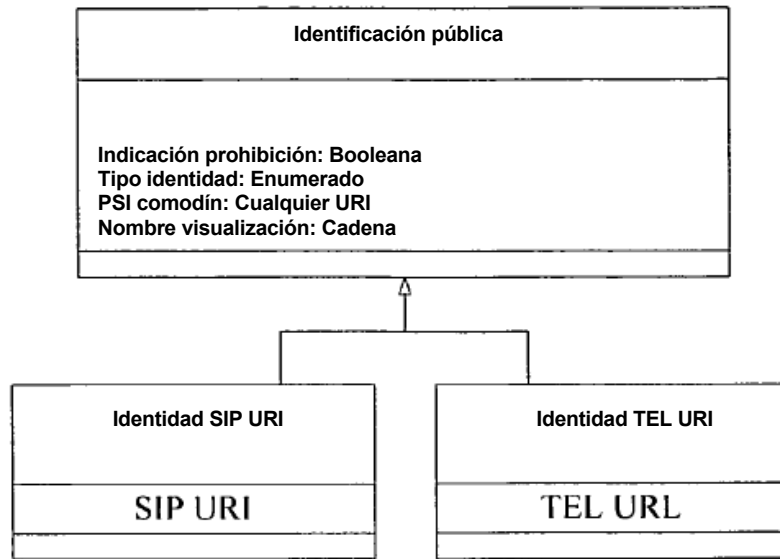 Identificación pública
Indicación prohibición: Booleana
Tipo identidad: Enumerado
PSI comodín: Cualquier URI
Nombre visualización: Cadena
Identidad SIP URI
Identidad TEL URI
SIP URI
TEL URL